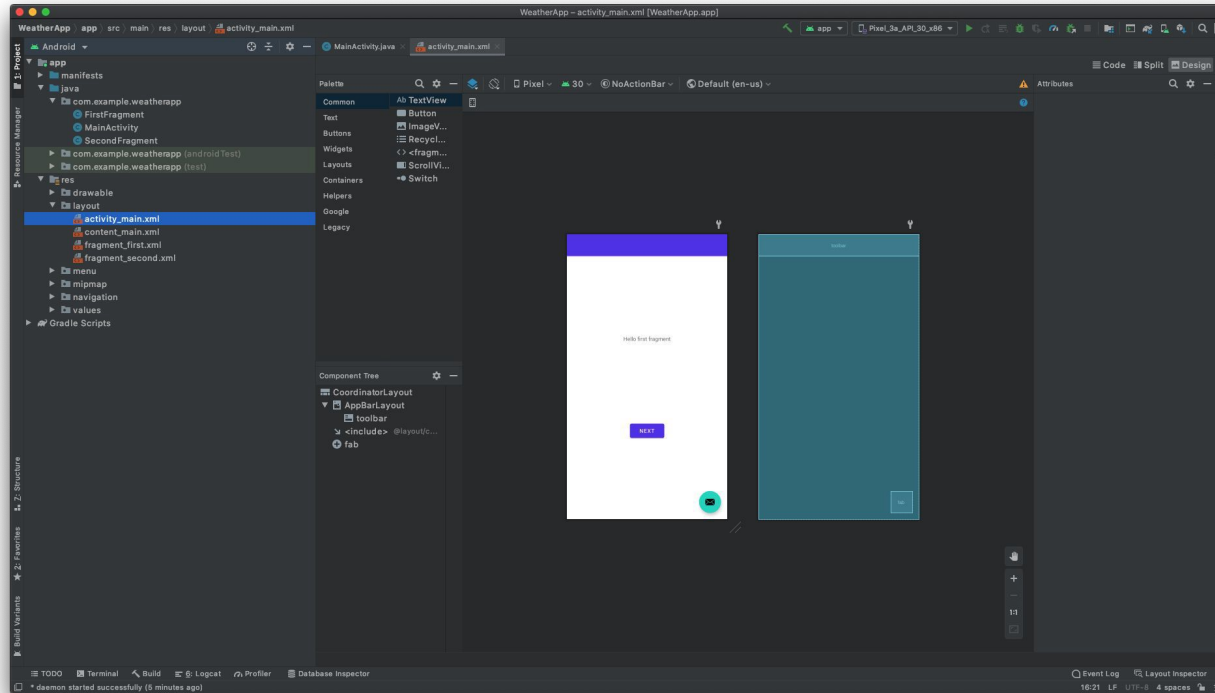 WeatherApp – activity_main.xml [WeatherApp.app]
WeatherApp app src main res layout activity_main.xml
app Pixel_3a_API_30_x86
1: Project
Resource Manager
Z: Structure
2: Favorites
Build Variants
Android
app
manifests
java
com.example.weatherapp
FirstFragment
MainActivity
SecondFragment
com.example.weatherapp (androidTest)
com.example.weatherapp (test)
res
drawable
layout
activity_main.xml
content_main.xml
fragment_first.xml
fragment_second.xml
menu
mipmap
navigation
values
Gradle Scripts
MainActivity.java activity_main.xml
Code Split Design
Palette
Common
Text
Buttons
Widgets
Layouts
Containers
Helpers
Google
Legacy
Ab TextView
Button
ImageV...
Recycl...
<> <fragm...
ScrollVi...
Switch
Pixel 30 NoActionBar Default (en-us)
Attributes
Hello first fragment
NEXT
toolbar
Component Tree
CoordinatorLayout
AppBarLayout
toolbar
<include> @layout/c...
fab
1:1
TODO Terminal Build 6: Logcat Profiler Database Inspector
Event Log Layout Inspector
* daemon started successfully (5 minutes ago)
16:21 LF UTF-8 4 spaces